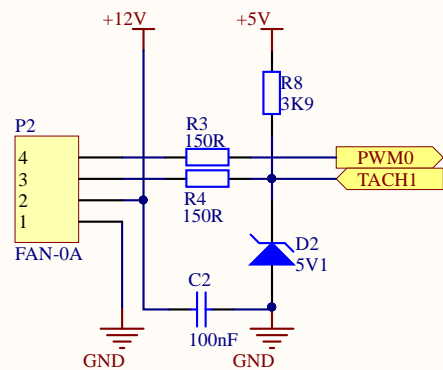 +12V
+5V
R8
3K9
P2
R3
150R
4
PWM0
3
TACH1
2
R4
150R
1
D2
5V1
FAN-0A
C2
100nF
GND
GND